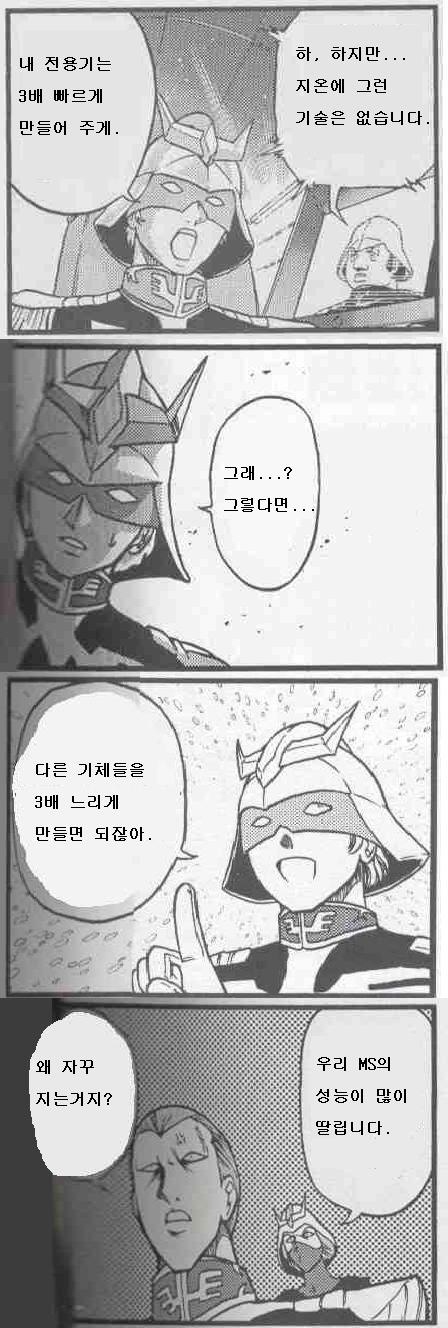 내 전용기는
3배 빠르게
만들어 주게.
하, 하지만...
지온에 그런
기술은 없습니다.
그래...?
그렇다면...
다른 기체들을
3배 느리게
만들면 되잖아.
왜 자꾸
지는거지?
우리 MS의
성능이 많이
딸립니다.